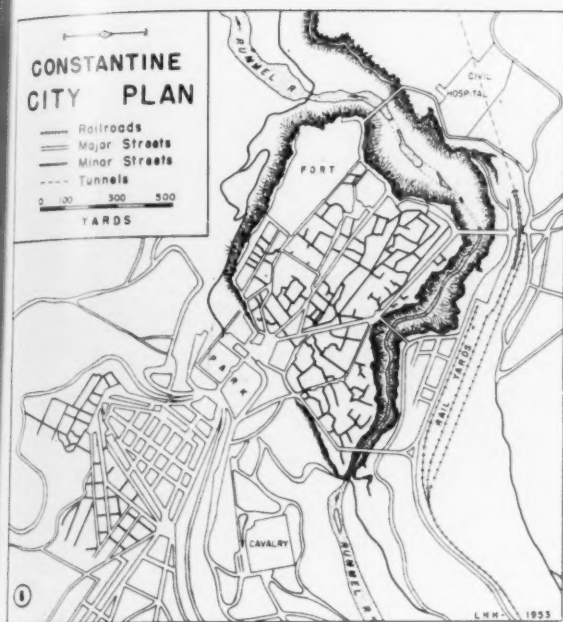 CONSTANTINE
CITY PLAN
Railroads
Major Streets
Minor Streets
Tunnels
0 100 300 500
YARDS
RUMMEL R.
CIVIL
HOSPITAL
FORT
PARK
RAIL YARDS
CAVALRY
RUMMEL R.
L H H - 1953